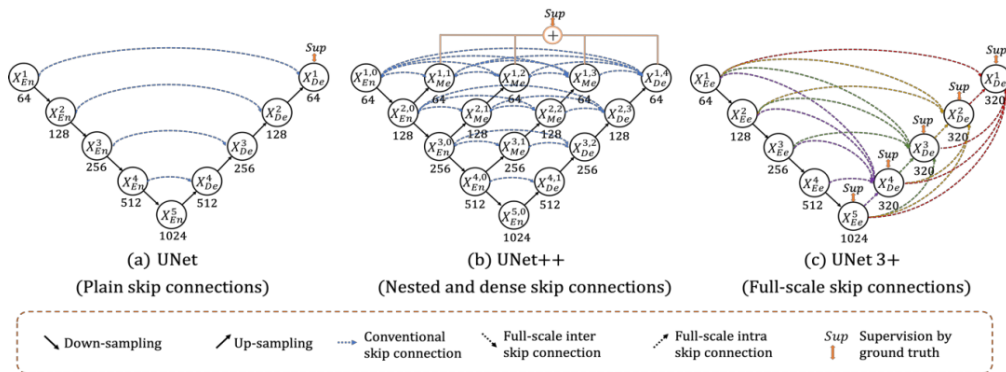 Sup
X¹En
64
X¹De
64
X²En
128
X²De
128
X³En
256
X³De
256
X⁴En
512
X⁴De
512
X⁵En
1024
(a) UNet
(Plain skip connections)
Sup
+
X¹,⁰En
64
X¹,¹Me
64
X¹,²Me
64
X¹,³Me
64
X¹,⁴De
64
X²,⁰En
128
X²,¹Me
128
X²,²Me
128
X²,³De
128
X³,⁰En
256
X³,¹Me
256
X³,²De
256
X⁴,⁰En
512
X⁴,¹De
512
X⁵,⁰En
1024
(b) UNet++
(Nested and dense skip connections)
X¹Ee
64
Sup
X¹De
320
X²Ee
128
Sup
X²De
320
X³Ee
256
Sup
X³De
320
X⁴Ee
512
Sup
X⁴De
320
Sup
X⁵Ee
1024
(c) UNet 3+
(Full-scale skip connections)
Down-sampling
Up-sampling
Conventional
skip connection
Full-scale inter
skip connection
Full-scale intra
skip connection
Sup
Supervision by
ground truth